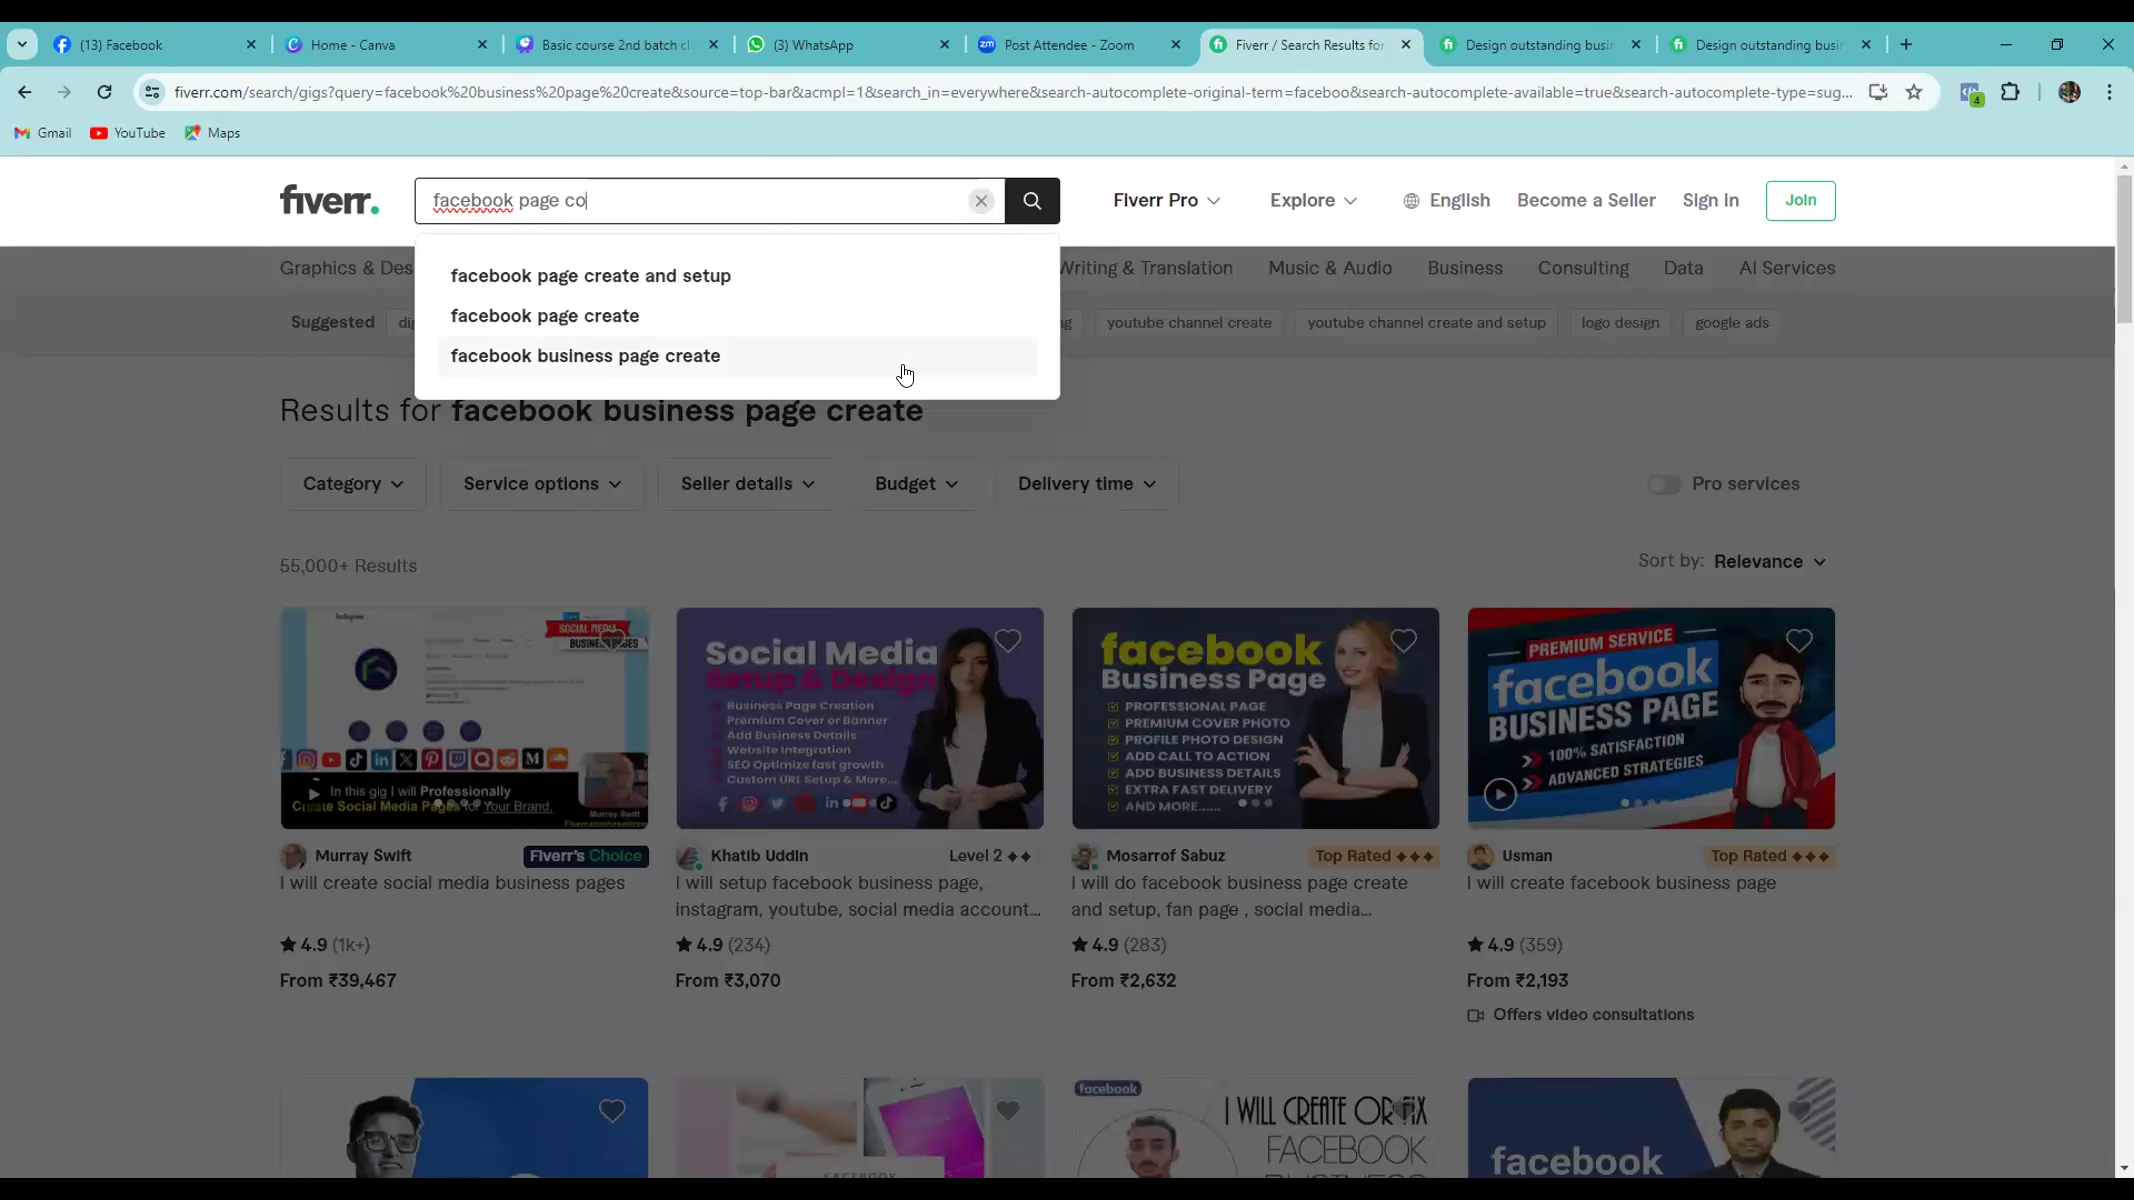 (13) Facebook
Home - Canva
Basic course 2nd batch cl
(3) WhatsApp
Post Attendee - Zoom
Fiverr / Search Results for
Design outstanding busi
Design outstanding busi
fiverr.com/search/gigs?query=facebook%20business%20page%20create&source=top-bar&acmpl=1&search_in=everywhere&search-autocomplete-original-term=faceboo&search-autocomplete-available=true&search-autocomplete-type=sug...
4
Gmail
YouTube
Maps
fiverr.
facebook page co
Fiverr Pro
Explore
English
Become a Seller
Sign In
Join
Graphics & Des
Writing & Translation
Music & Audio
Business
Consulting
Data
AI Services
facebook page create and setup
facebook page create
facebook business page create
Suggested
youtube channel create
youtube channel create and setup
logo design
google ads
Results for facebook business page create
Category
Service options
Seller details
Budget
Delivery time
Pro services
55,000+ Results
Sort by: Relevance
SOCIAL MEDIA
BUSINESS PAGES
In this gig I will Professionally
Create Social Media Pages for Your Brand.
Murray Swift
Social Media
Setup & Design
Business Page Creation
Premium Cover or Banner
Add Business Details
Website Integration
SEO Optimize fast growth
Custom URL Setup & More...
facebook
Business Page
PROFESSIONAL PAGE
PREMIUM COVER PHOTO
PROFILE PHOTO DESIGN
ADD CALL TO ACTION
ADD BUSINESS DETAILS
EXTRA FAST DELIVERY
AND MORE......
PREMIUM SERVICE
facebook
BUSINESS PAGE
100% SATISFACTION
ADVANCED STRATEGIES
Murray Swift
Fiverr's Choice
I will create social media business pages
4.9 (1k+)
From ₹39,467
Khatib Uddin
Level 2
I will setup facebook business page,
instagram, youtube, social media account...
4.9 (234)
From ₹3,070
Mosarrof Sabuz
Top Rated
I will do facebook business page create
and setup, fan page , social media...
4.9 (283)
From ₹2,632
Usman
Top Rated
I will create facebook business page
4.9 (359)
From ₹2,193
Offers video consultations
FACEBOOK
facebook
I WILL CREATE OR FIX
FACEBOOK
facebook